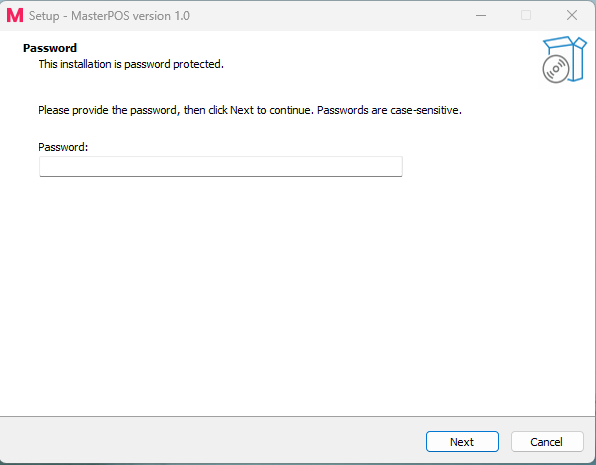 M Setup - MasterPOS version 1.0
Password
This installation is password protected.
Please provide the password, then click Next to continue. Passwords are case-sensitive.
Password:
Next Cancel